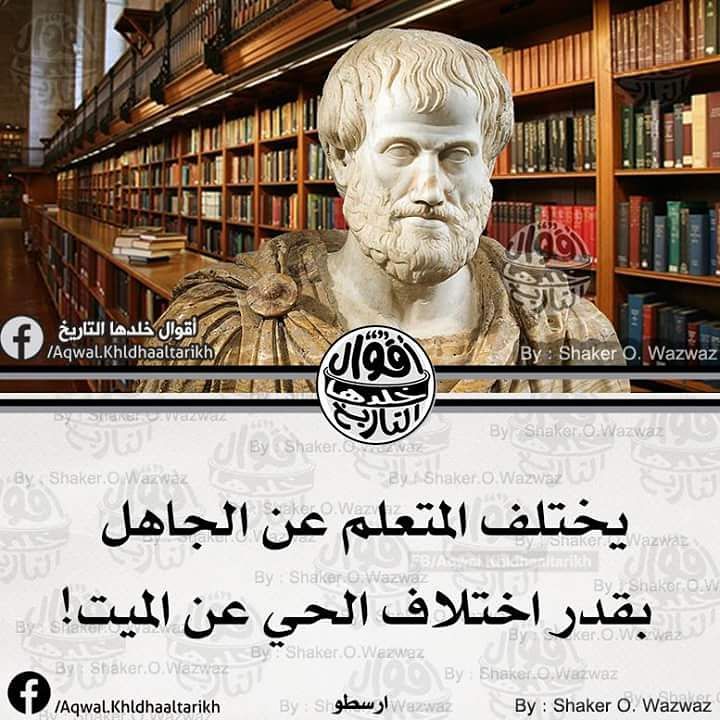 أقوال خلدها التاريخ
/Aqwal.Khldhaaltarikh
By : Shaker O. Wazwaz
أقوال
خلدها
التاريخ
يختلف المتعلم عن الجاهل
بقدر اختلاف الحي عن الميت!
ارسطو
/Aqwal.Khldhaaltarikh
By : Shaker O. Wazwaz